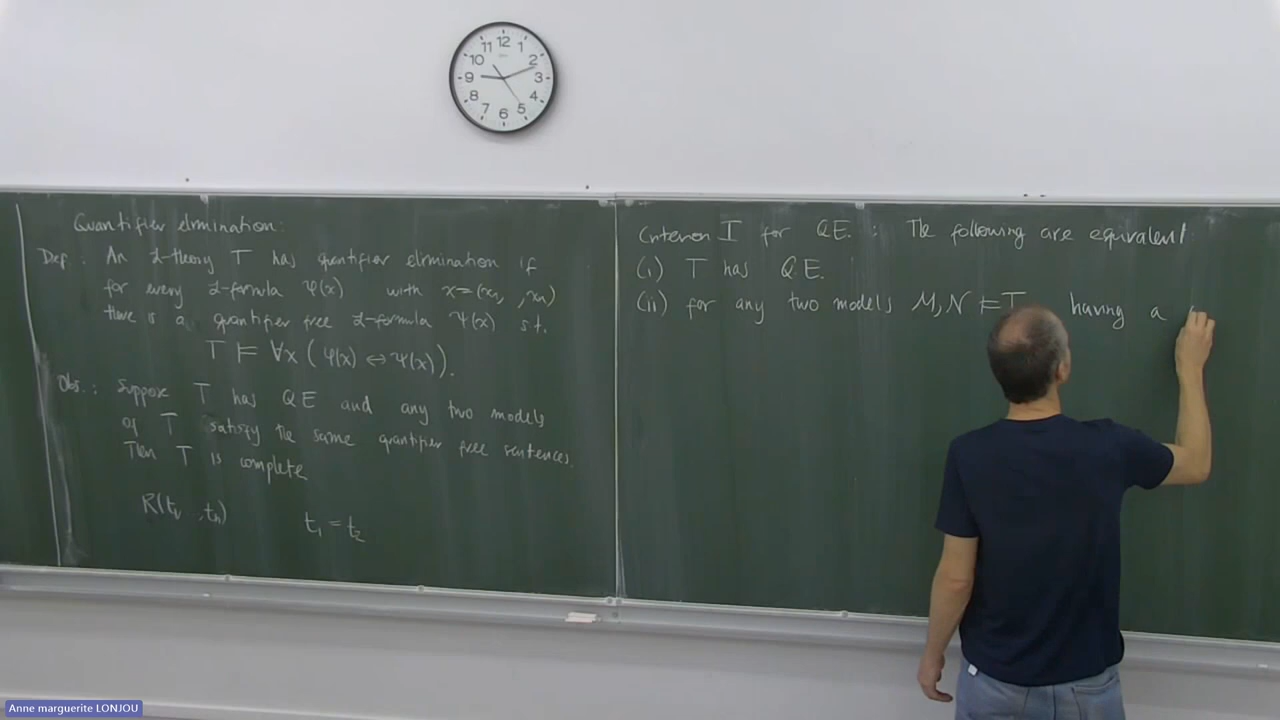 12
11 1
10 2
9 3
8 4
7 5
6
Quantifier elimination:
Def: An L-theory T has quantifier elimination if
for every L-formula φ(x) with x=(x₁, ,xₙ)
there is a quantifier free L-formula ψ(x) s.t.
T ⊨ ∀x (φ(x) ⇔ ψ(x)).
Obs.: Suppose T has QE and any two models
of T satisfy the same quantifier free sentences.
Then T is complete
R(t₁, ,tₙ) t₁ = t₂
Criterion I for QE. : The following are equivalent
(i) T has QE.
(ii) for any two models M,N ⊨ T having a
Anne marguerite LONJOU